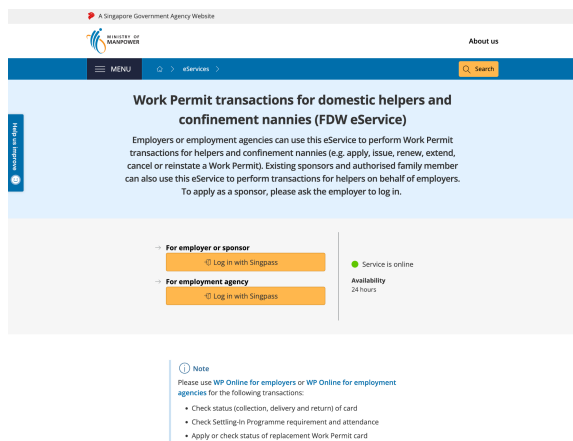 A Singapore Government Agency Website
MINISTRY OF
MANPOWER
About us
MENU
eServices
Search
Work Permit transactions for domestic helpers and
confinement nannies (FDW eService)
Employers or employment agencies can use this eService to perform Work Permit
transactions for helpers and confinement nannies (e.g. apply, issue, renew, extend,
cancel or reinstate a Work Permit). Existing sponsors and authorised family member
can also use this eService to perform transactions for helpers on behalf of employers.
To apply as a sponsor, please ask the employer to log in.
Help us improve
For employer or sponsor
Log in with Singpass
For employment agency
Log in with Singpass
Service is online
Availability
24 hours
Note
Please use WP Online for employers or WP Online for employment
agencies for the following transactions:
• Check status (collection, delivery and return) of card
• Check Settling-In Programme requirement and attendance
• Apply or check status of replacement Work Permit card